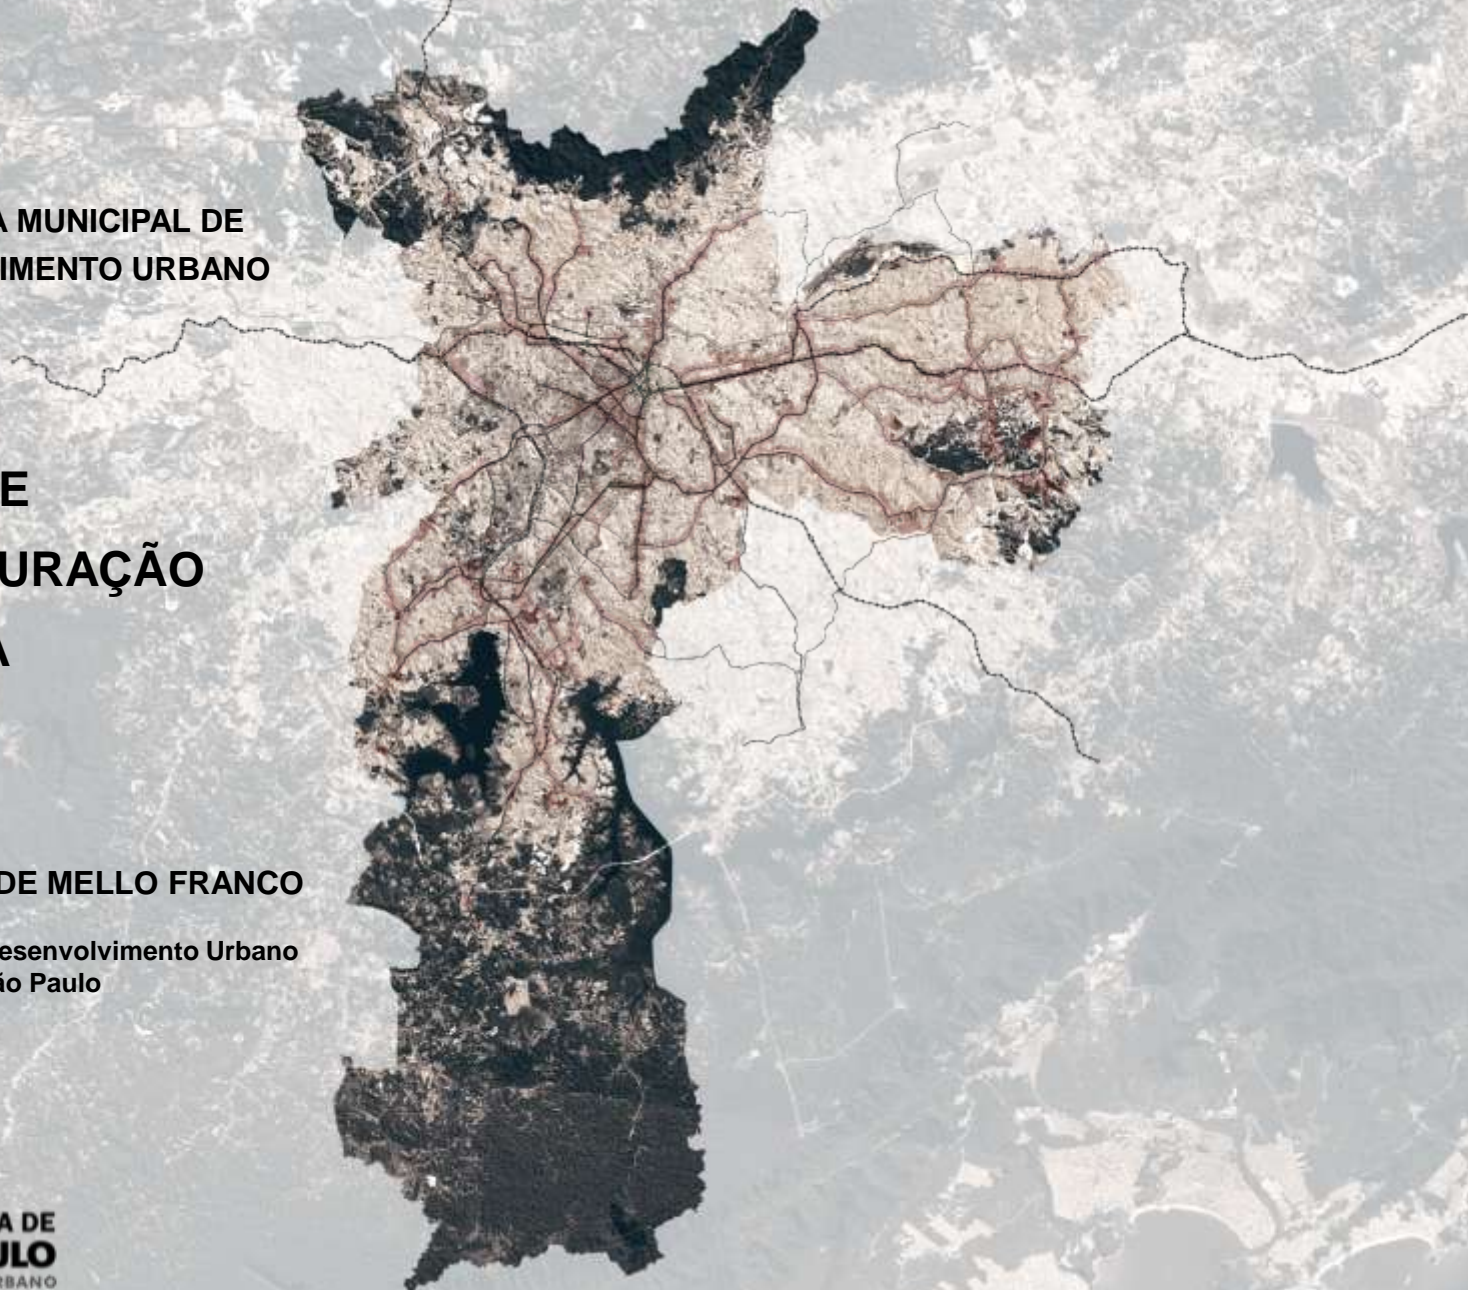 A MUNICIPAL DE
IMENTO URBANO
E
URAÇÃO
A
DE MELLO FRANCO
esenvolvimento Urbano
ão Paulo
A DE
ULO
RBANO